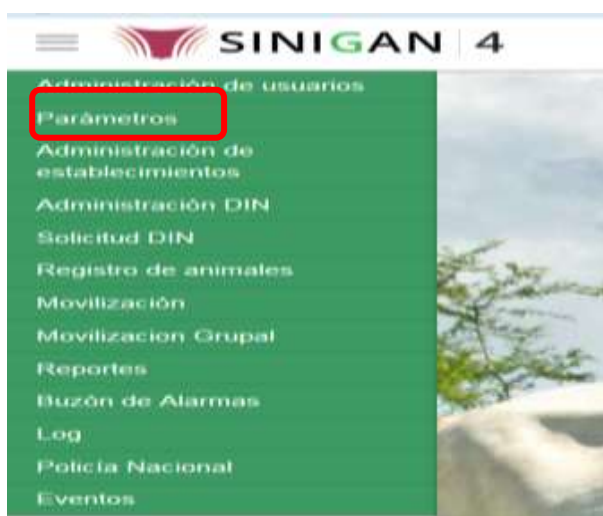 SINIGAN 4
Administración de usuarios
Parámetros
Administración de
establecimientos
Administración DIN
Solicitud DIN
Registro de animales
Movilización
Movilizacion Grupal
Reportes
Buzón de Alarmas
Log
Policía Nacional
Eventos